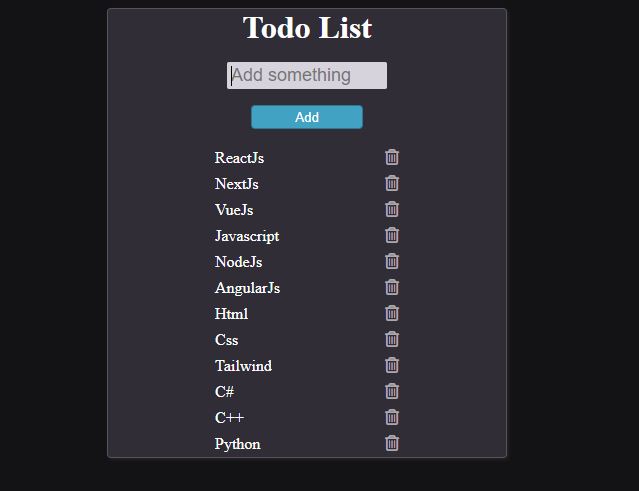 Todo List
Add something
Add
ReactJs
NextJs
VueJs
Javascript
NodeJs
AngularJs
Html
Css
Tailwind
C#
C++
Python